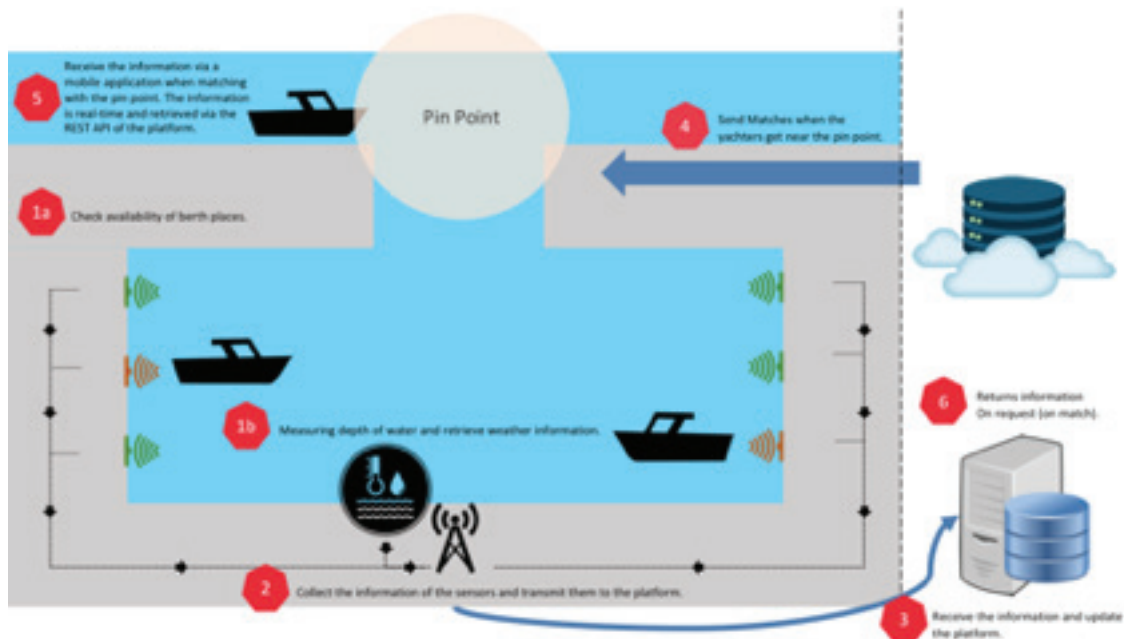 5
Receive the information via a
mobile application when matching
with the pin point. The information
is real-time and retrieved via the
REST API of the platform.
Pin Point
4
Send Matches when the
yachters get near the pin point.
1a
Check availability of berth places.
1b
Measuring depth of water and retrieve weather information.
6
Returns information
On request (on match).
2
Collect the information of the sensors and transmit them to the platform.
3
Receive the information and update
the platform.